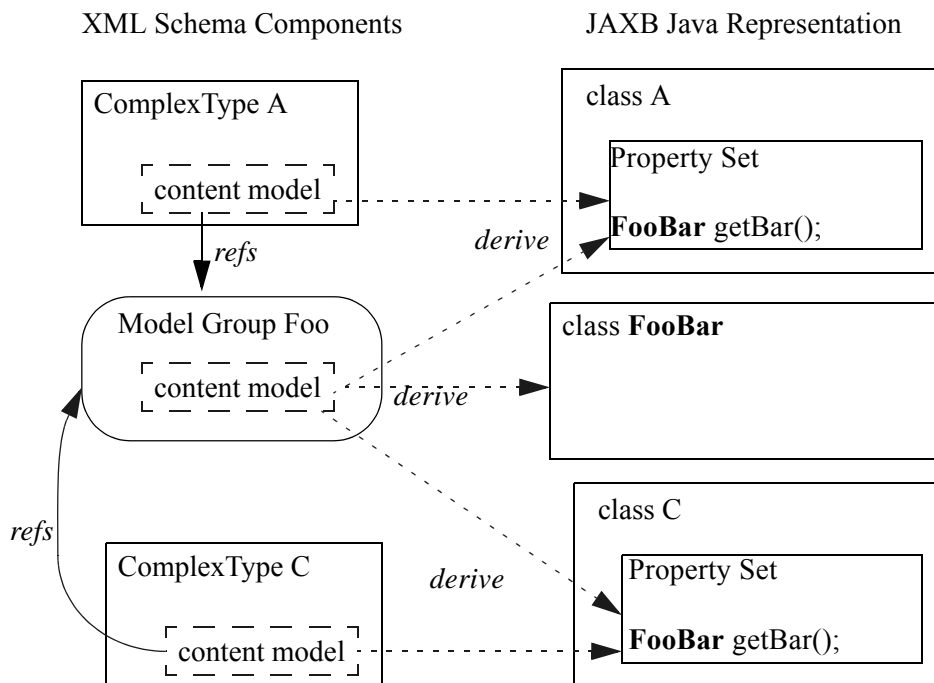 XML Schema Components
JAXB Java Representation
ComplexType A
content model
refs
class A
Property Set
FooBar getBar();
derive
Model Group Foo
content model
derive
class FooBar
refs
ComplexType C
content model
derive
class C
Property Set
FooBar getBar();